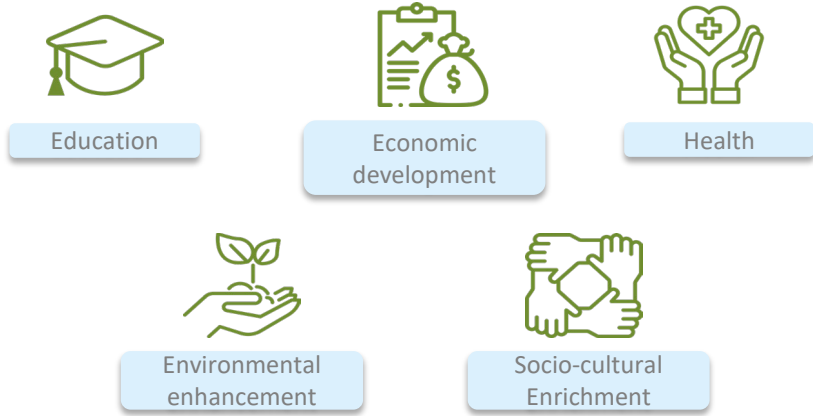 $
Education
Economic
development
Health
Environmental
enhancement
Socio-cultural
Enrichment